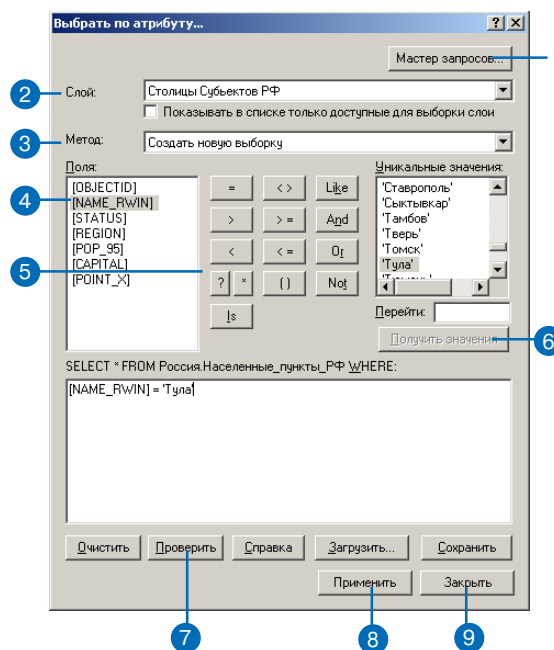 Выбрать по атрибуту...
Мастер запросов...
2
Слой:
Столицы Субьектов РФ
Показывать в списке только доступные для выборки слои
3
Метод:
Создать новую выборку
Поля:
Уникальные значения:
4
[OBJECTID]
[NAME_RWIN]
[STATUS]
[REGION]
[POP_95]
[CAPITAL]
[POINT_X]
5
= < > Like
> > = And
< < = Or
? * ( ) Not
Is
'Ставрополь'
'Сыктывкар'
'Тамбов'
'Тверь'
'Томск'
'Тула'
Перейти:
Получить значения
6
SELECT * FROM Россия.Населенные_пункты_РФ WHERE:
[NAME_RWIN] = 'Тула'
Очистить Проверить Справка Загрузить... Сохранить
Применить Закрыть
7 8 9